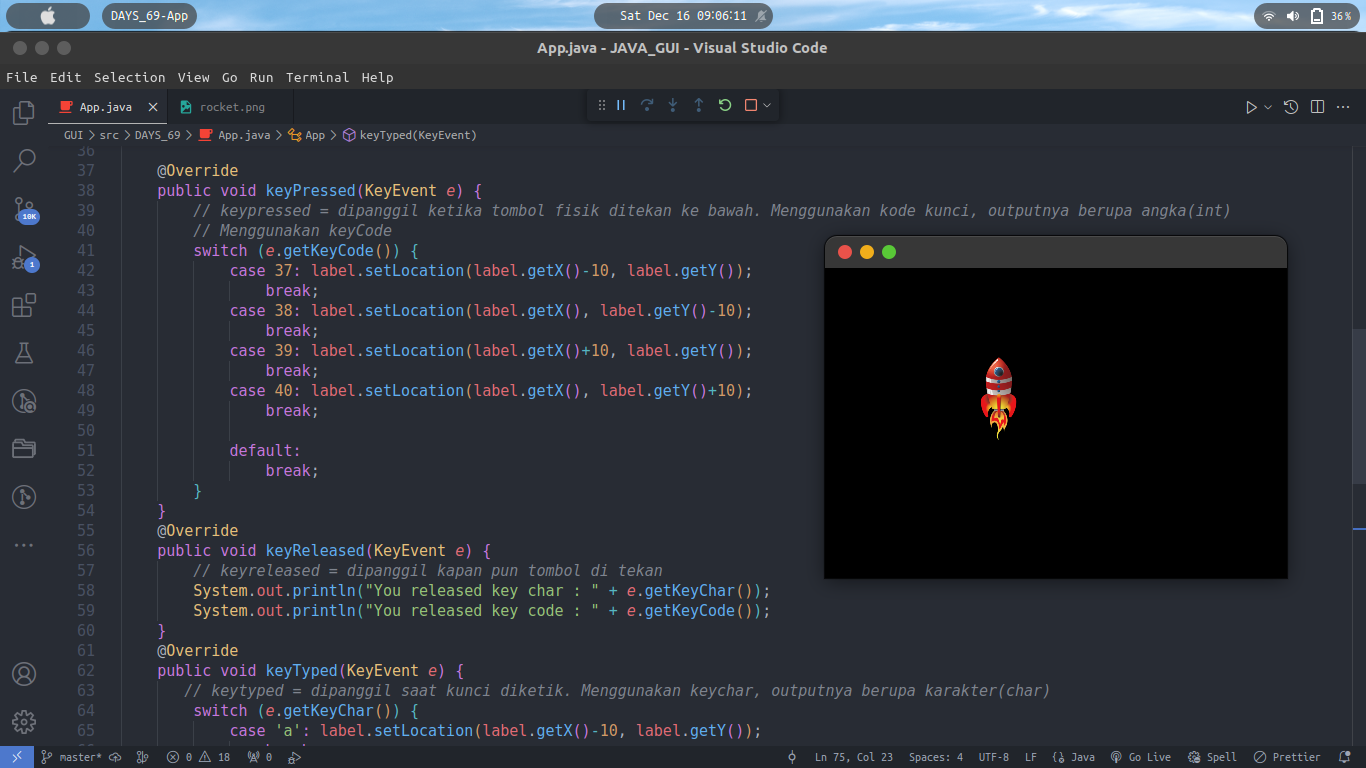 DAYS_69-App
Sat Dec 16 09:06:11
36%
App.java - JAVA_GUI - Visual Studio Code
File Edit Selection View Go Run Terminal Help
App.java
rocket.png
GUI > src > DAYS_69 > App.java > App > keyTyped(KeyEvent)
36
37 @Override
38 public void keyPressed(KeyEvent e) {
39 // keypressed = dipanggil ketika tombol fisik ditekan ke bawah. Menggunakan kode kunci, outputnya berupa angka(int)
40 // Menggunakan keyCode
41 switch (e.getKeyCode()) {
42 case 37: label.setLocation(label.getX()-10, label.getY());
43 break;
44 case 38: label.setLocation(label.getX(), label.getY()-10);
45 break;
46 case 39: label.setLocation(label.getX()+10, label.getY());
47 break;
48 case 40: label.setLocation(label.getX(), label.getY()+10);
49 break;
50
51 default:
52 break;
53 }
54 }
55 @Override
56 public void keyReleased(KeyEvent e) {
57 // keyreleased = dipanggil kapan pun tombol di tekan
58 System.out.println("You released key char : " + e.getKeyChar());
59 System.out.println("You released key code : " + e.getKeyCode());
60 }
61 @Override
62 public void keyTyped(KeyEvent e) {
63 // keytyped = dipanggil saat kunci diketik. Menggunakan keychar, outputnya berupa karakter(char)
64 switch (e.getKeyChar()) {
65 case 'a': label.setLocation(label.getX()-10, label.getY());
10K
1
master* 0 18 0 Ln 75, Col 23 Spaces: 4 UTF-8 LF {} Java Go Live Spell Prettier